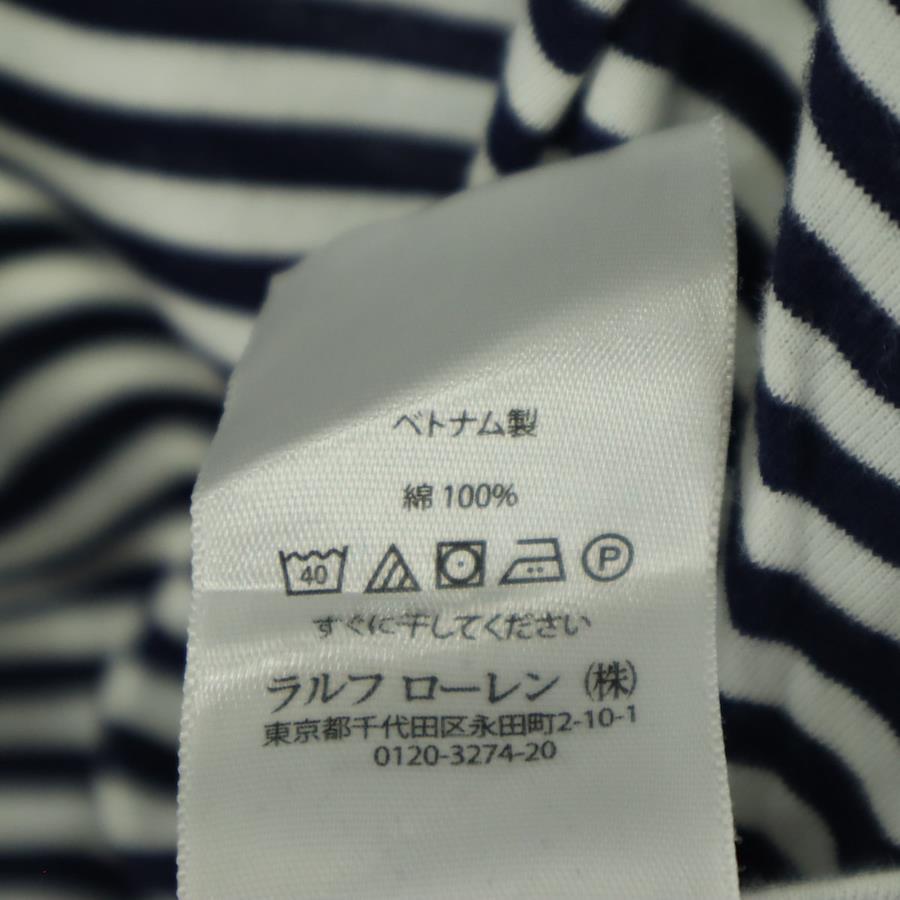 ベトナム製
綿 100%
40 P
すぐに干してください
ラルフ ローレン (株)
東京都千代田区永田町2-10-1
0120-3274-20